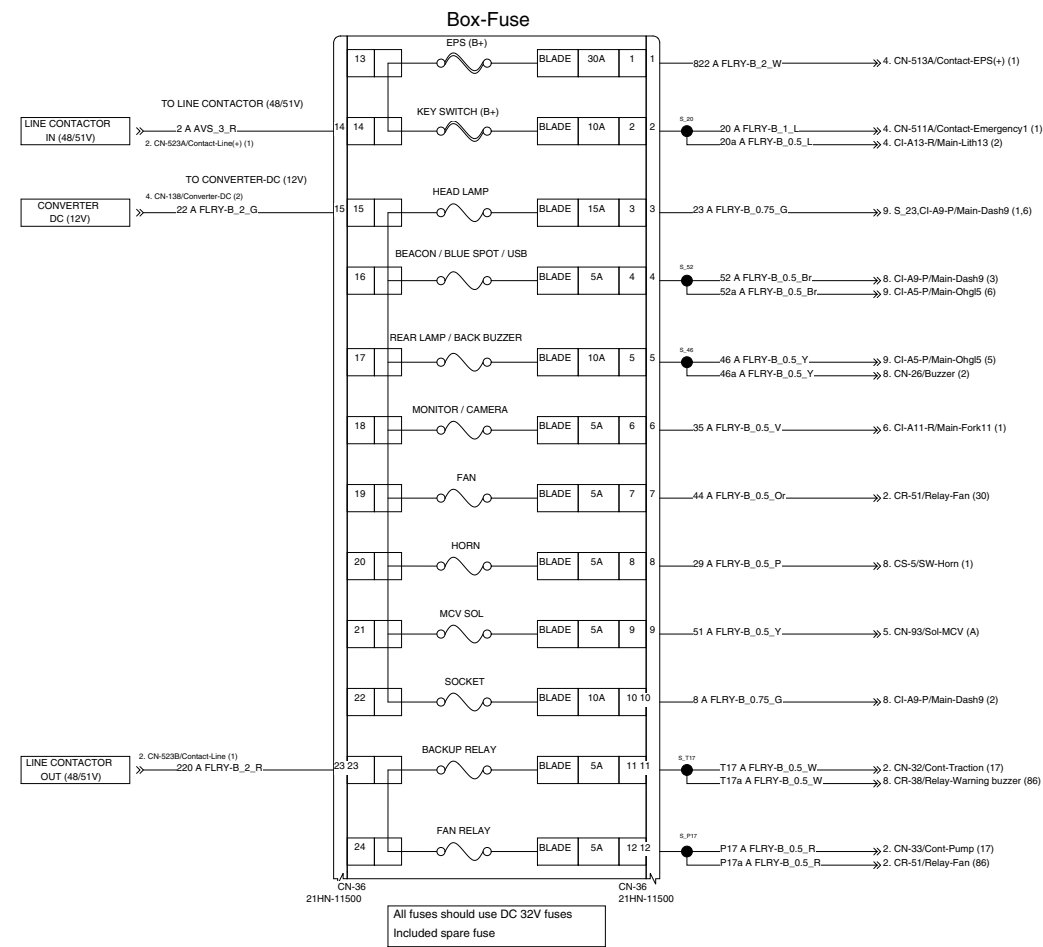 Box-Fuse
EPS (B+)
13 BLADE 30A 1 1
822 A FLRY-B_2_W 4. CN-513A/Contact-EPS(+) (1)
TO LINE CONTACTOR (48/51V)
KEY SWITCH (B+)
LINE CONTACTOR
IN (48/51V)
2 A AVS_3_R
2. CN-523A/Contact-Line(+) (1)
14 14 BLADE 10A 2 2
S_20
20 A FLRY-B_1_L 4. CN-511A/Contact-Emergency1 (1)
20a A FLRY-B_0.5_L 4. CI-A13-R/Main-Lith13 (2)
TO CONVERTER-DC (12V)
HEAD LAMP
4. CN-138/Converter-DC (2)
CONVERTER
DC (12V)
22 A FLRY-B_2_G
15 15 BLADE 15A 3 3
23 A FLRY-B_0.75_G 9. S_23,CI-A9-P/Main-Dash9 (1,6)
BEACON / BLUE SPOT / USB
16 BLADE 5A 4 4
S_52
52 A FLRY-B_0.5_Br 8. CI-A9-P/Main-Dash9 (3)
52a A FLRY-B_0.5_Br 9. CI-A5-P/Main-Ohgl5 (6)
REAR LAMP / BACK BUZZER
17 BLADE 10A 5 5
S_46
46 A FLRY-B_0.5_Y 9. CI-A5-P/Main-Ohgl5 (5)
46a A FLRY-B_0.5_Y 8. CN-26/Buzzer (2)
MONITOR / CAMERA
18 BLADE 5A 6 6
35 A FLRY-B_0.5_V 6. CI-A11-R/Main-Fork11 (1)
FAN
19 BLADE 5A 7 7
44 A FLRY-B_0.5_Or 2. CR-51/Relay-Fan (30)
HORN
20 BLADE 5A 8 8
29 A FLRY-B_0.5_P 8. CS-5/SW-Horn (1)
MCV SOL
21 BLADE 5A 9 9
51 A FLRY-B_0.5_Y 5. CN-93/Sol-MCV (A)
SOCKET
22 BLADE 10A 10 10
8 A FLRY-B_0.75_G 8. CI-A9-P/Main-Dash9 (2)
BACKUP RELAY
2. CN-523B/Contact-Line (1)
LINE CONTACTOR
OUT (48/51V)
220 A FLRY-B_2_R
23 23 BLADE 5A 11 11
S_T17
T17 A FLRY-B_0.5_W 2. CN-32/Cont-Traction (17)
T17a A FLRY-B_0.5_W 8. CR-38/Relay-Warning buzzer (86)
FAN RELAY
24 BLADE 5A 12 12
S_P17
P17 A FLRY-B_0.5_R 2. CN-33/Cont-Pump (17)
P17a A FLRY-B_0.5_R 2. CR-51/Relay-Fan (86)
CN-36
21HN-11500
CN-36
21HN-11500
All fuses should use DC 32V fuses
Included spare fuse